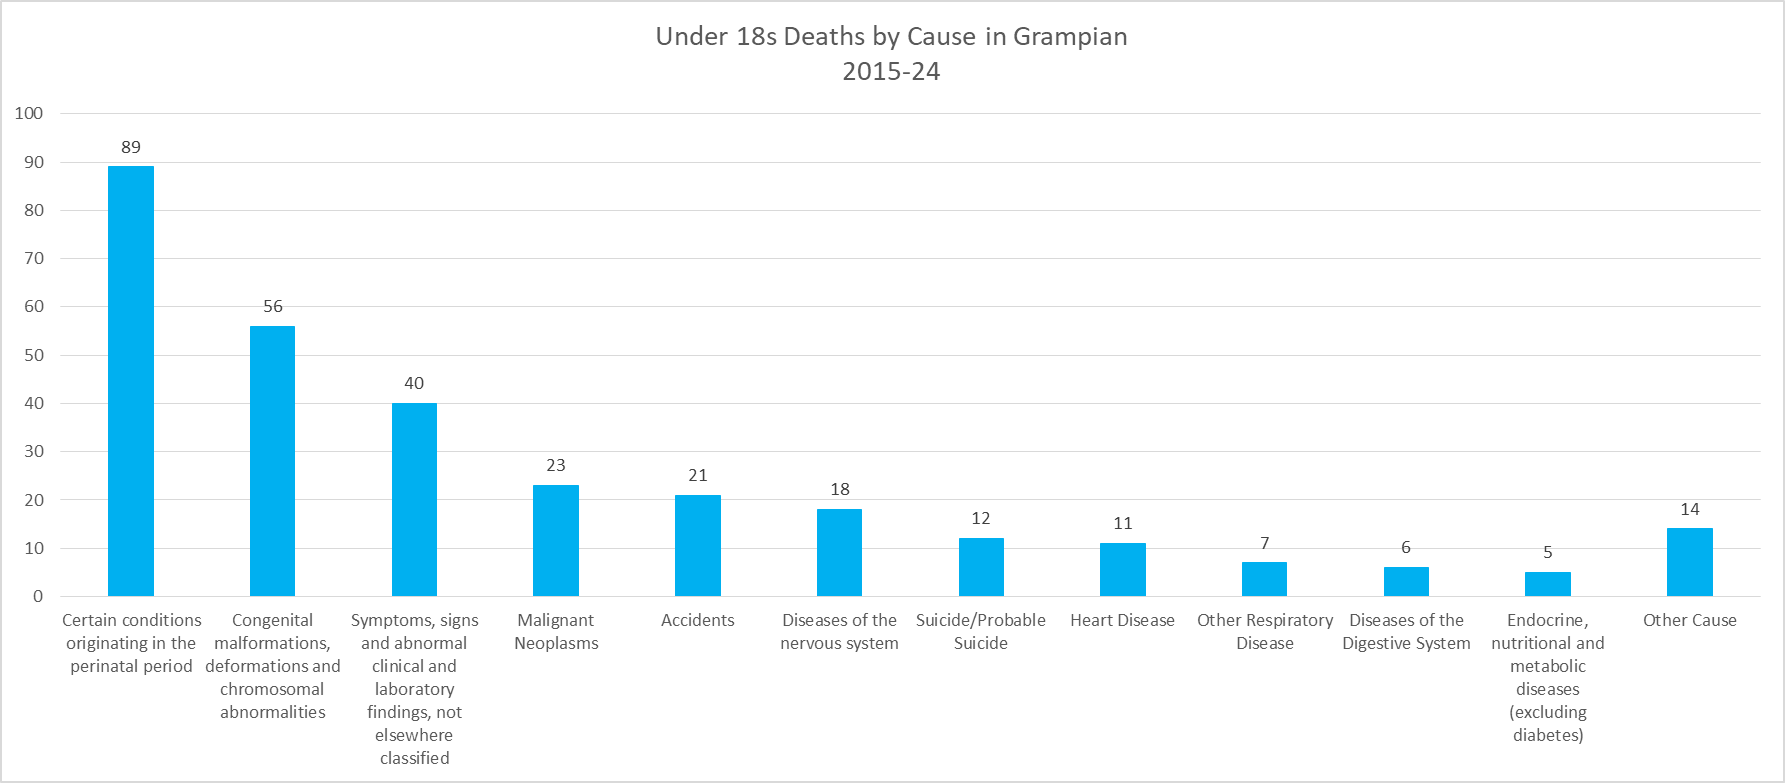 Under 18s Deaths by Cause in Grampian
2015-24
100
90
80
70
60
50
40
30
20
10
0
89
56
40
23
21
18
12
11
7
6
5
14
Certain conditions
originating in the
perinatal period
Congenital
malformations,
deformations and
chromosomal
abnormalities
Symptoms, signs
and abnormal
clinical and
laboratory
findings, not
elsewhere
classified
Malignant
Neoplasms
Accidents
Diseases of the
nervous system
Suicide/Probable
Suicide
Heart Disease
Other Respiratory
Disease
Diseases of the
Digestive System
Endocrine,
nutritional and
metabolic
diseases
(excluding
diabetes)
Other Cause